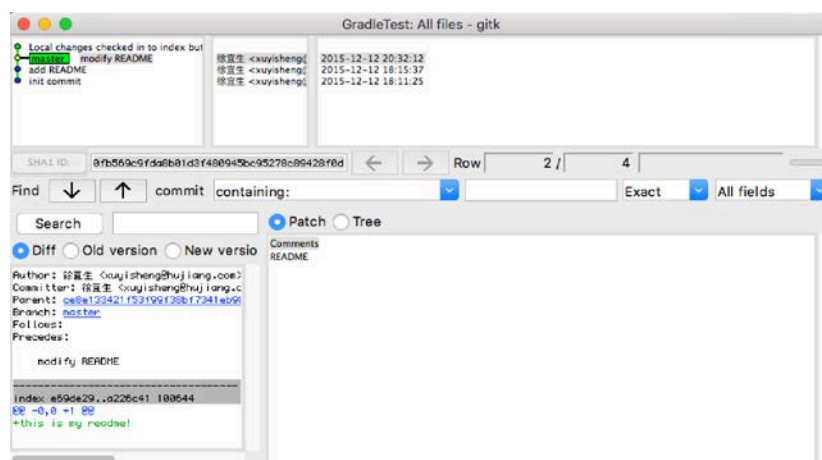 GradleTest: All files - gitk
Local changes checked in to index but
master modify README 徐宜生 <xuyisheng@ 2015-12-12 20:32:12
add README 徐宜生 <xuyisheng@ 2015-12-12 18:15:37
init commit 徐宜生 <xuyisheng@ 2015-12-12 18:11:25
SHA1 ID: 0fb569c9fda8b01d3f480945bc95278c89428f0d ← → Row 2 / 4
Find ↓ ↑ commit containing: Exact All fields
Search Patch Tree
Diff Old version New versio
Comments
README
Author: 徐宜生 <xuyisheng@hujiang.com>
Committer: 徐宜生 <xuyisheng@hujiang.c
Parent: ce8e133421f53f99f38bf7341eb9
Branch: master
Follows:
Precedes:
modify README
index e69de29..a226c41 100644
@@ -0,0 +1 @@
+this is my readme!